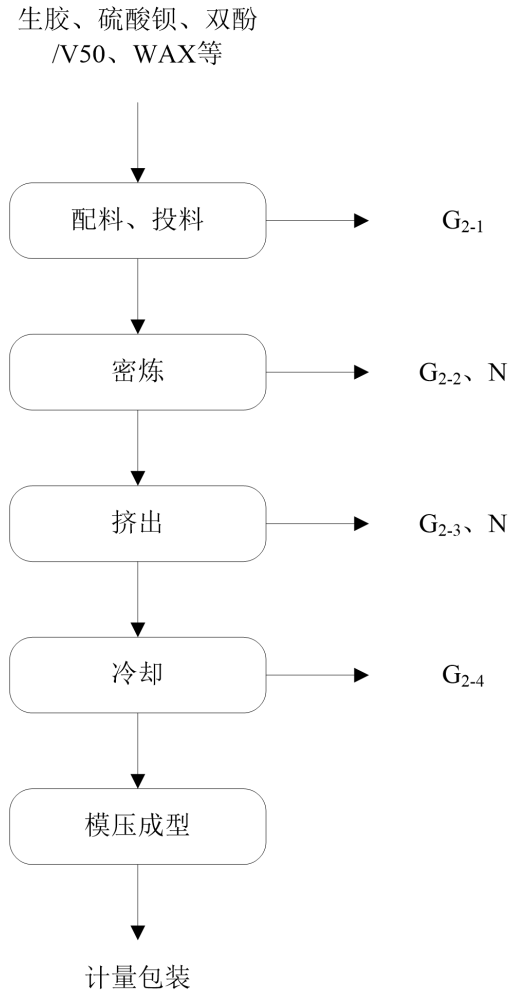 生胶、硫酸钡、双酚
/V50、WAX等
配料、投料
G2-1
密炼
G2-2、N
挤出
G2-3、N
冷却
G2-4
模压成型
计量包装